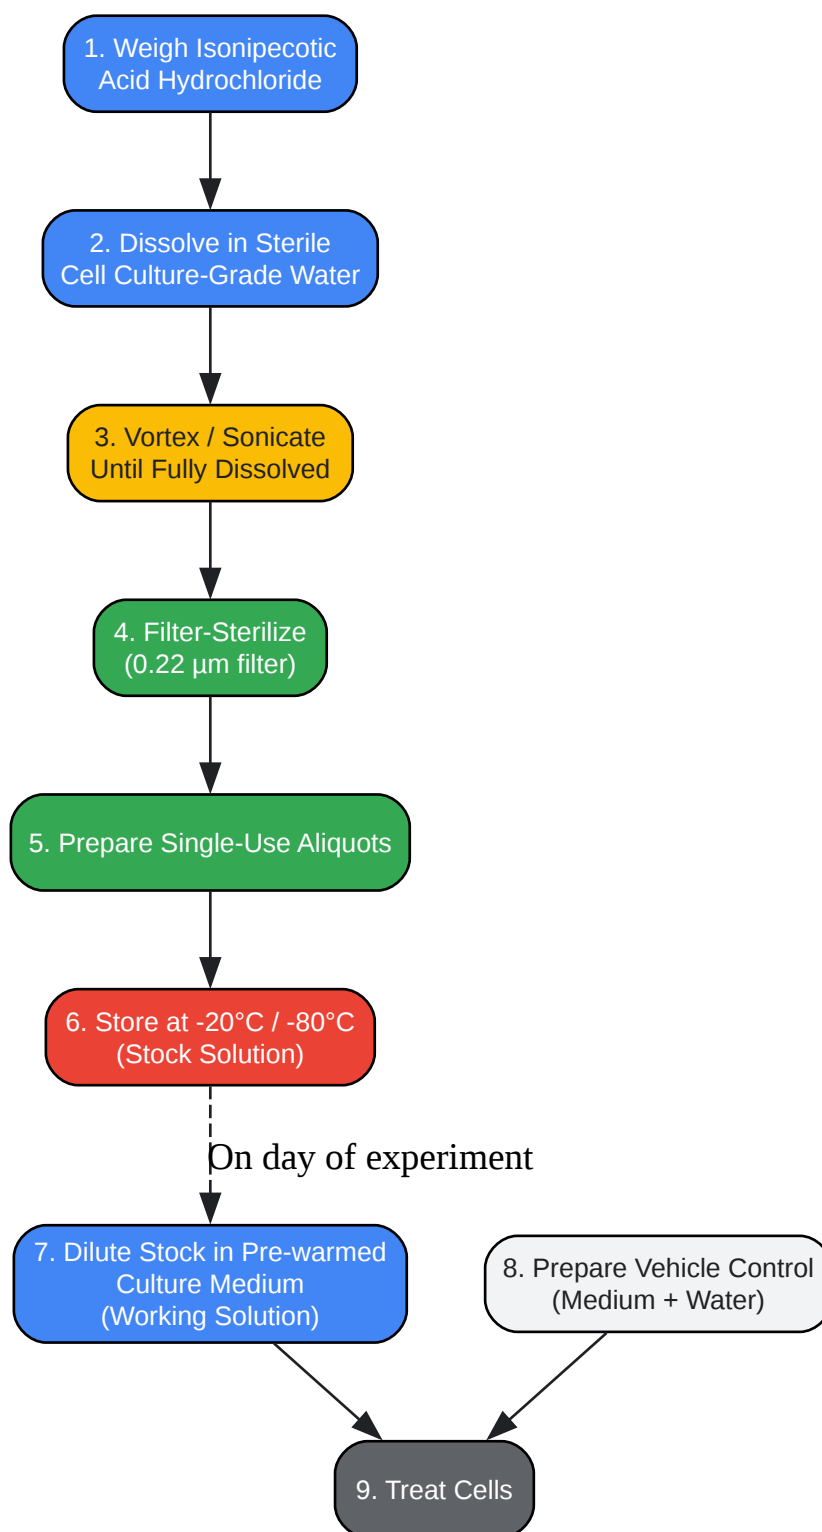 1. Weigh Isonipecotic
Acid Hydrochloride
2. Dissolve in Sterile
Cell Culture-Grade Water
3. Vortex / Sonicate
Until Fully Dissolved
4. Filter-Sterilize
(0.22 µm filter)
5. Prepare Single-Use Aliquots
6. Store at -20°C / -80°C
(Stock Solution)
On day of experiment
7. Dilute Stock in Pre-warmed
Culture Medium
(Working Solution)
8. Prepare Vehicle Control
(Medium + Water)
9. Treat Cells